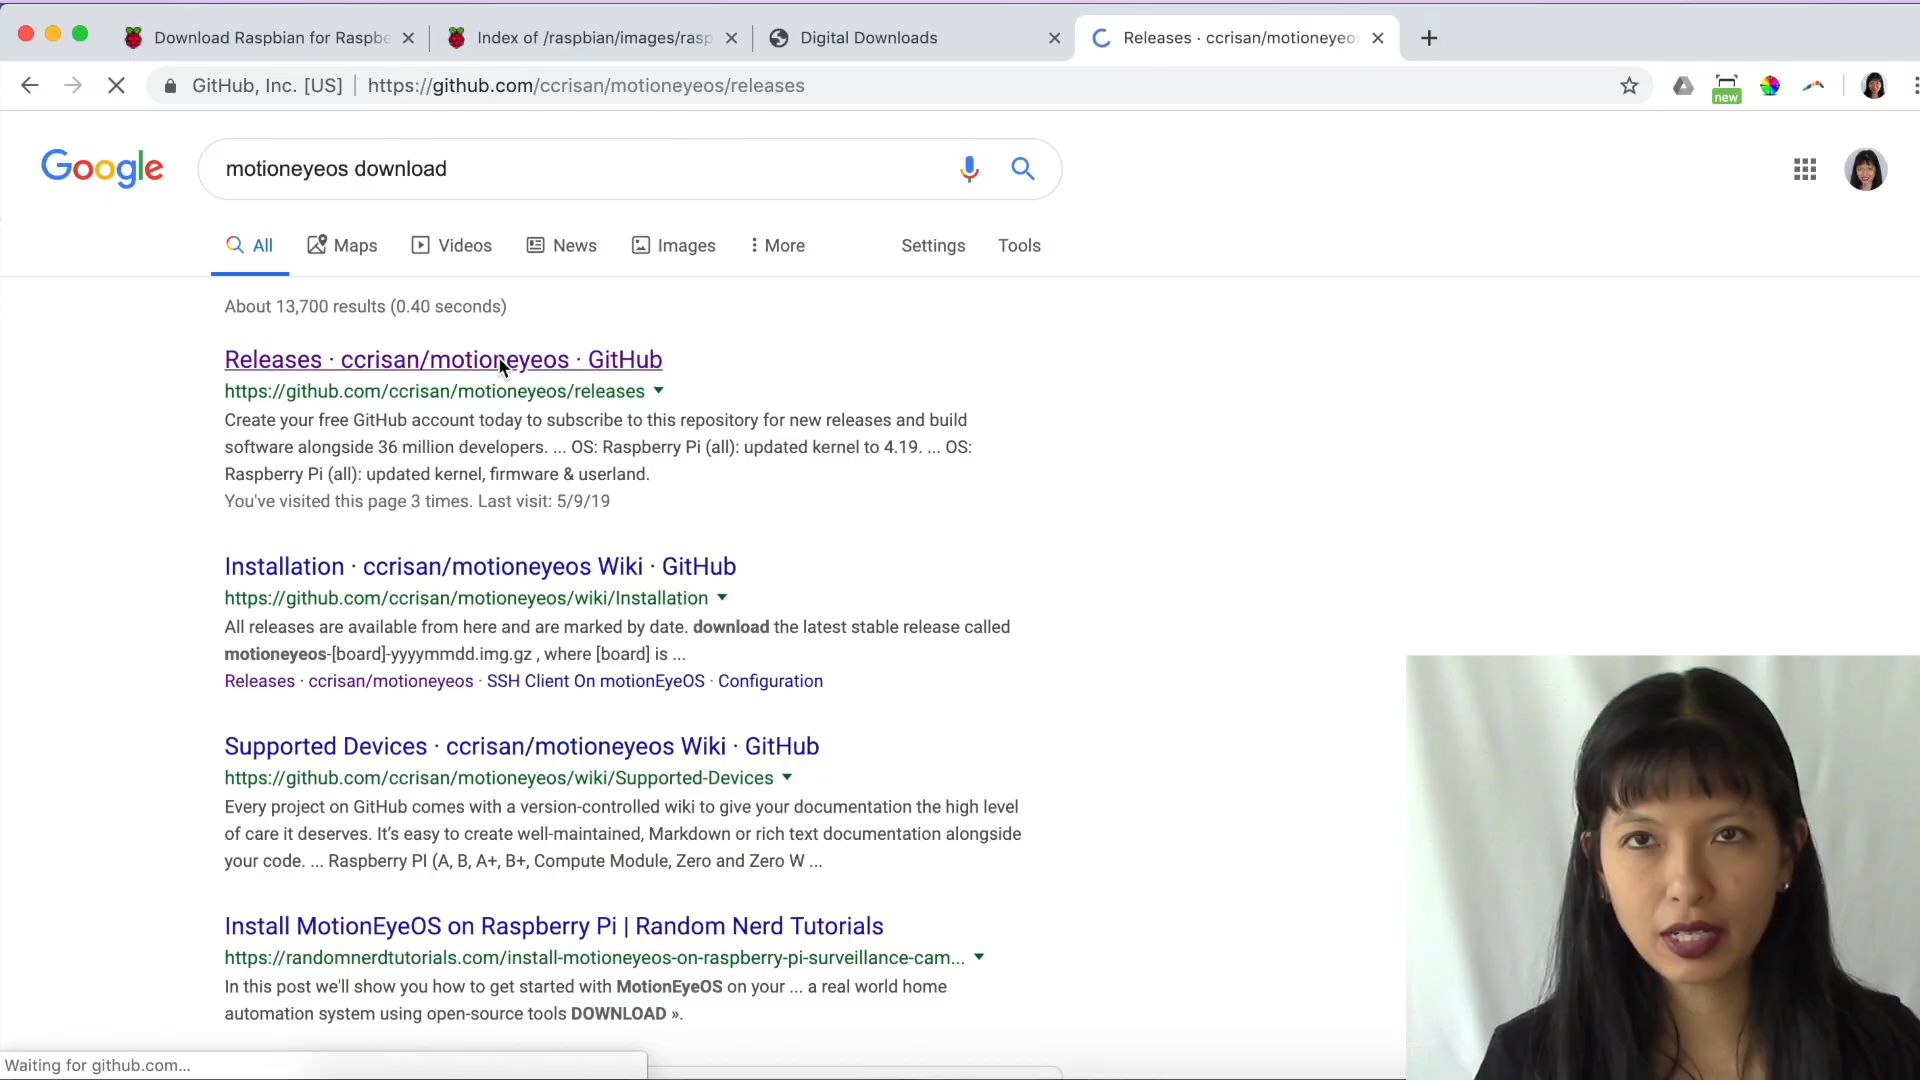 Download Raspbian for Raspbe
Index of /raspbian/images/rasp
Digital Downloads
Releases · ccrisan/motioneyeos
GitHub, Inc. [US] | https://github.com/ccrisan/motioneyeos/releases
new
Google
motioneyeos download
All
Maps
Videos
News
Images
More
Settings
Tools
About 13,700 results (0.40 seconds)
Releases · ccrisan/motioneyeos · GitHub
https://github.com/ccrisan/motioneyeos/releases
Create your free GitHub account today to subscribe to this repository for new releases and build
software alongside 36 million developers. ... OS: Raspberry Pi (all): updated kernel to 4.19. ... OS:
Raspberry Pi (all): updated kernel, firmware & userland.
You've visited this page 3 times. Last visit: 5/9/19
Installation · ccrisan/motioneyeos Wiki · GitHub
https://github.com/ccrisan/motioneyeos/wiki/Installation
All releases are available from here and are marked by date. download the latest stable release called
motioneyeos-[board]-yyyymmdd.img.gz , where [board] is ...
Releases · ccrisan/motioneyeos · SSH Client On motionEyeOS · Configuration
Supported Devices · ccrisan/motioneyeos Wiki · GitHub
https://github.com/ccrisan/motioneyeos/wiki/Supported-Devices
Every project on GitHub comes with a version-controlled wiki to give your documentation the high level
of care it deserves. It's easy to create well-maintained, Markdown or rich text documentation alongside
your code. ... Raspberry PI (A, B, A+, B+, Compute Module, Zero and Zero W ...
Install MotionEyeOS on Raspberry Pi | Random Nerd Tutorials
https://randomnerdtutorials.com/install-motioneyeos-on-raspberry-pi-surveillance-cam...
In this post we'll show you how to get started with MotionEyeOS on your ... a real world home
automation system using open-source tools DOWNLOAD ».
Waiting for github.com...